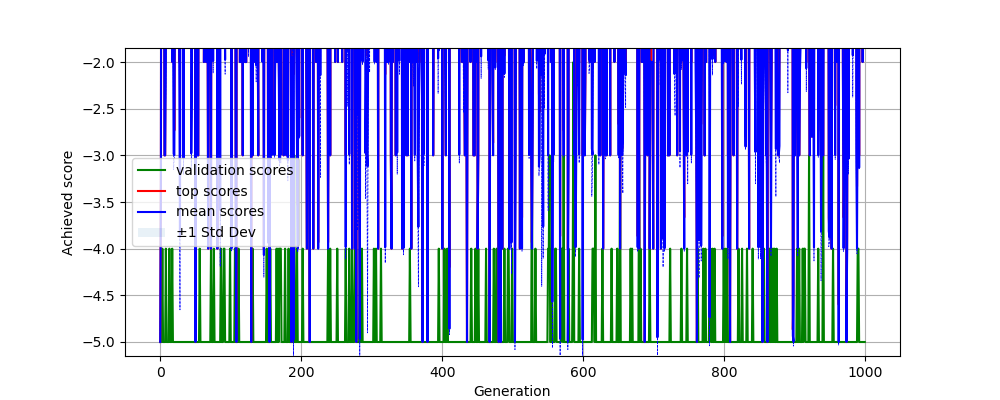 −2.0
−2.5
−3.0
−3.5
−4.0
−4.5
−5.0
Achieved score
validation scores
top scores
mean scores
±1 Std Dev
0 200 400 600 800 1000
Generation